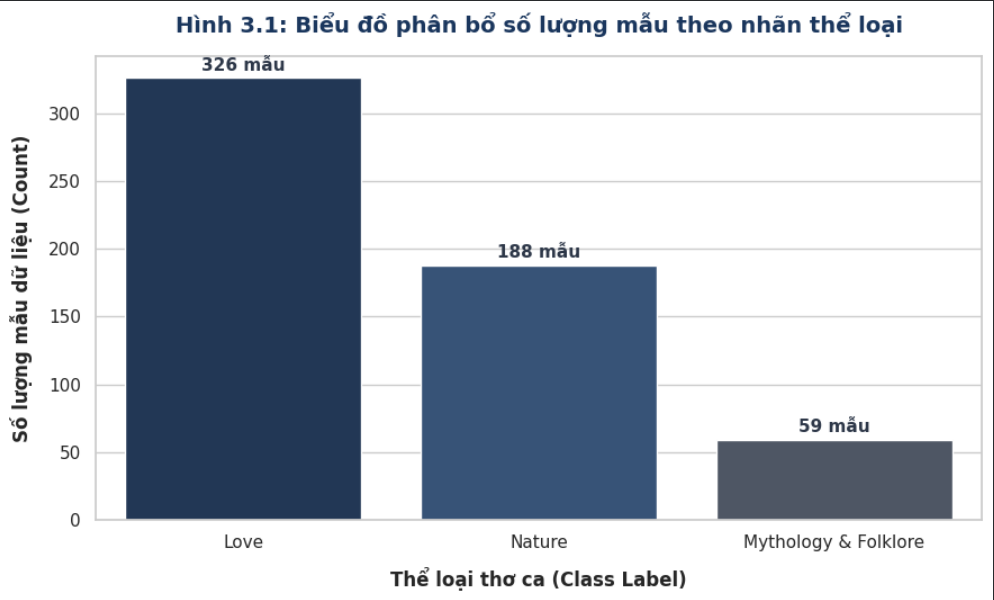 Hình 3.1: Biểu đồ phân bổ số lượng mẫu theo nhãn thể loại
Số lượng mẫu dữ liệu (Count)
300
250
200
150
100
50
0
326 mẫu
188 mẫu
59 mẫu
Love
Nature
Mythology & Folklore
Thể loại thơ ca (Class Label)